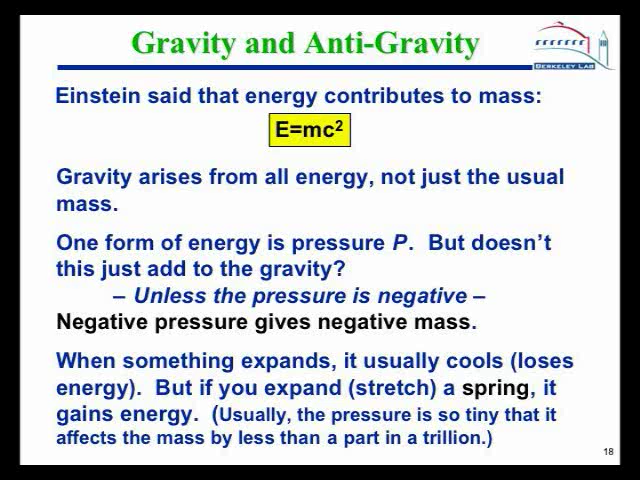 Gravity and Anti-Gravity
BERKELEY LAB
Einstein said that energy contributes to mass:
E=mc²
Gravity arises from all energy, not just the usual
mass.
One form of energy is pressure P. But doesn't
this just add to the gravity?
– Unless the pressure is negative –
Negative pressure gives negative mass.
When something expands, it usually cools (loses
energy). But if you expand (stretch) a spring, it
gains energy. (Usually, the pressure is so tiny that it
affects the mass by less than a part in a trillion.)
18